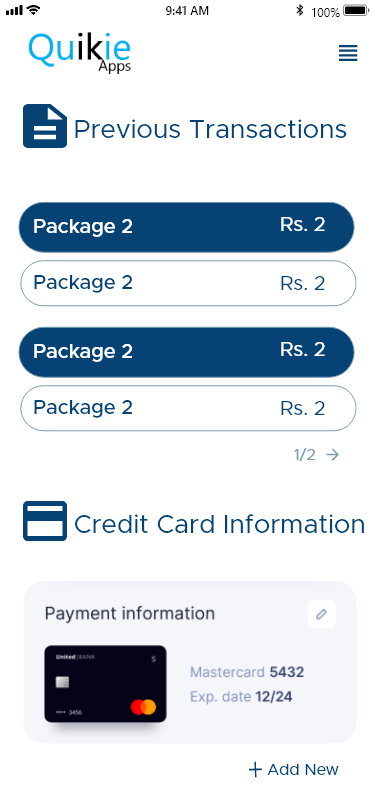 9:41 AM
100%
Quikie
Apps
Previous Transactions
Package 2 Rs. 2
Package 2 Rs. 2
Package 2 Rs. 2
Package 2 Rs. 2
1/2 →
Credit Card Information
Payment information
United|BANK S
•••• 3456
Mastercard 5432
Exp. date 12/24
+ Add New